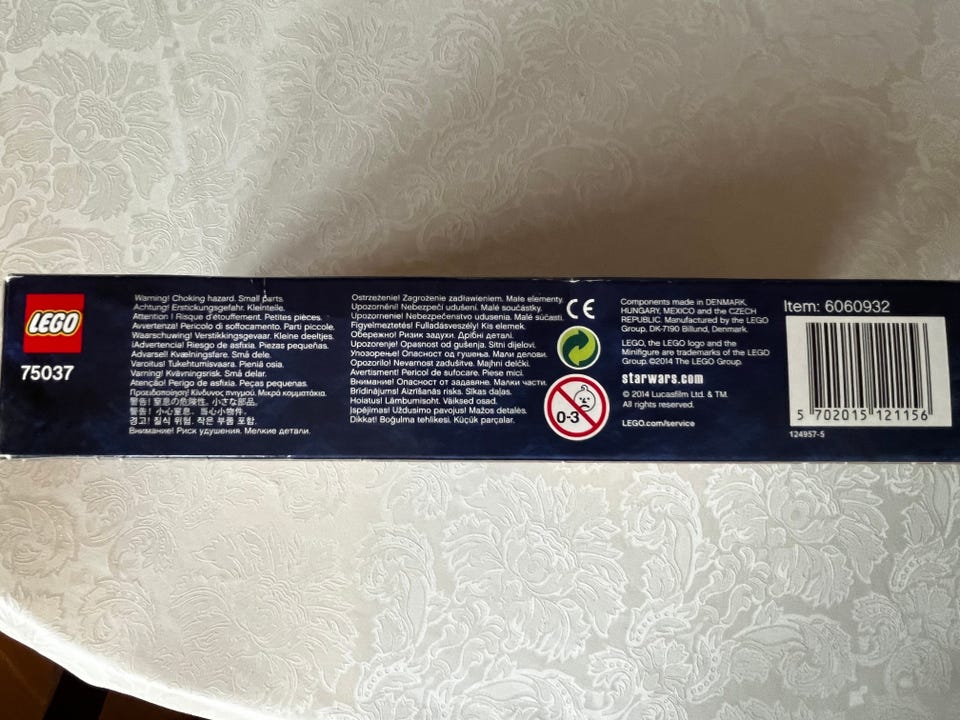 LEGO
75037
Warning! Choking hazard. Small parts.
Achtung! Erstickungsgefahr. Kleinteile.
Attention ! Risque d'étouffement. Petites pièces.
Avvertenza! Pericolo di soffocamento. Parti piccole.
Waarschuwing! Verstikkingsgevaar. Kleine deeltjes.
¡Advertencia! Riesgo de asfixia. Piezas pequeñas.
Advarsel! Kvælningsfare. Små dele.
Varoitus! Tukehtumisvaara. Pieniä osia.
Varning! Kvävningsrisk. Små delar.
Atenção! Perigo de asfixia. Peças pequenas.
Προειδοποίηση! Κίνδυνος πνιγμού. Μικρά κομματάκια.
警告! 窒息の危険性。小さな部品。
警告! 小心窒息。当心小物件。
경고! 질식 위험. 작은 부품 포함.
Внимание! Риск удушения. Мелкие детали.
Ostrzeżenie! Zagrożenie zadławieniem. Małe elementy.
Upozornění! Nebezpečí udušení. Malé součástky.
Upozornenie! Nebezpečenstvo udusenia. Malé súčasti.
Figyelmeztetés! Fulladásveszély! Kis elemek.
Обережно! Ризик задухи. Дрібні деталі.
Upozorenje! Opasnost od gušenja. Sitni dijelovi.
Упозорење! Опасност од гушења. Мали делови.
Opozorilo! Nevarnost zadušitve. Majhni delčki.
Avertisment! Pericol de sufocare. Piese mici.
Внимание! Опасност от задавяне. Малки части.
Brīdinājums! Aizrīšanās risks. Sīkas daļas.
Hoiatus! Lämbumisoht. Väiksed osad.
Įspėjimas! Uždusimo pavojus! Mažos detalės.
Dikkat! Boğulma tehlikesi. Küçük parçalar.
CE
0-3
Components made in DENMARK,
HUNGARY, MEXICO and the CZECH
REPUBLIC. Manufactured by the LEGO
Group, DK-7190 Billund, Denmark.
LEGO, the LEGO logo and the
Minifigure are trademarks of the LEGO
Group. ©2014 The LEGO Group.
starwars.com
© 2014 Lucasfilm Ltd. & TM.
All rights reserved.
LEGO.com/service
Item: 6060932
5 702015 121156
124957-5